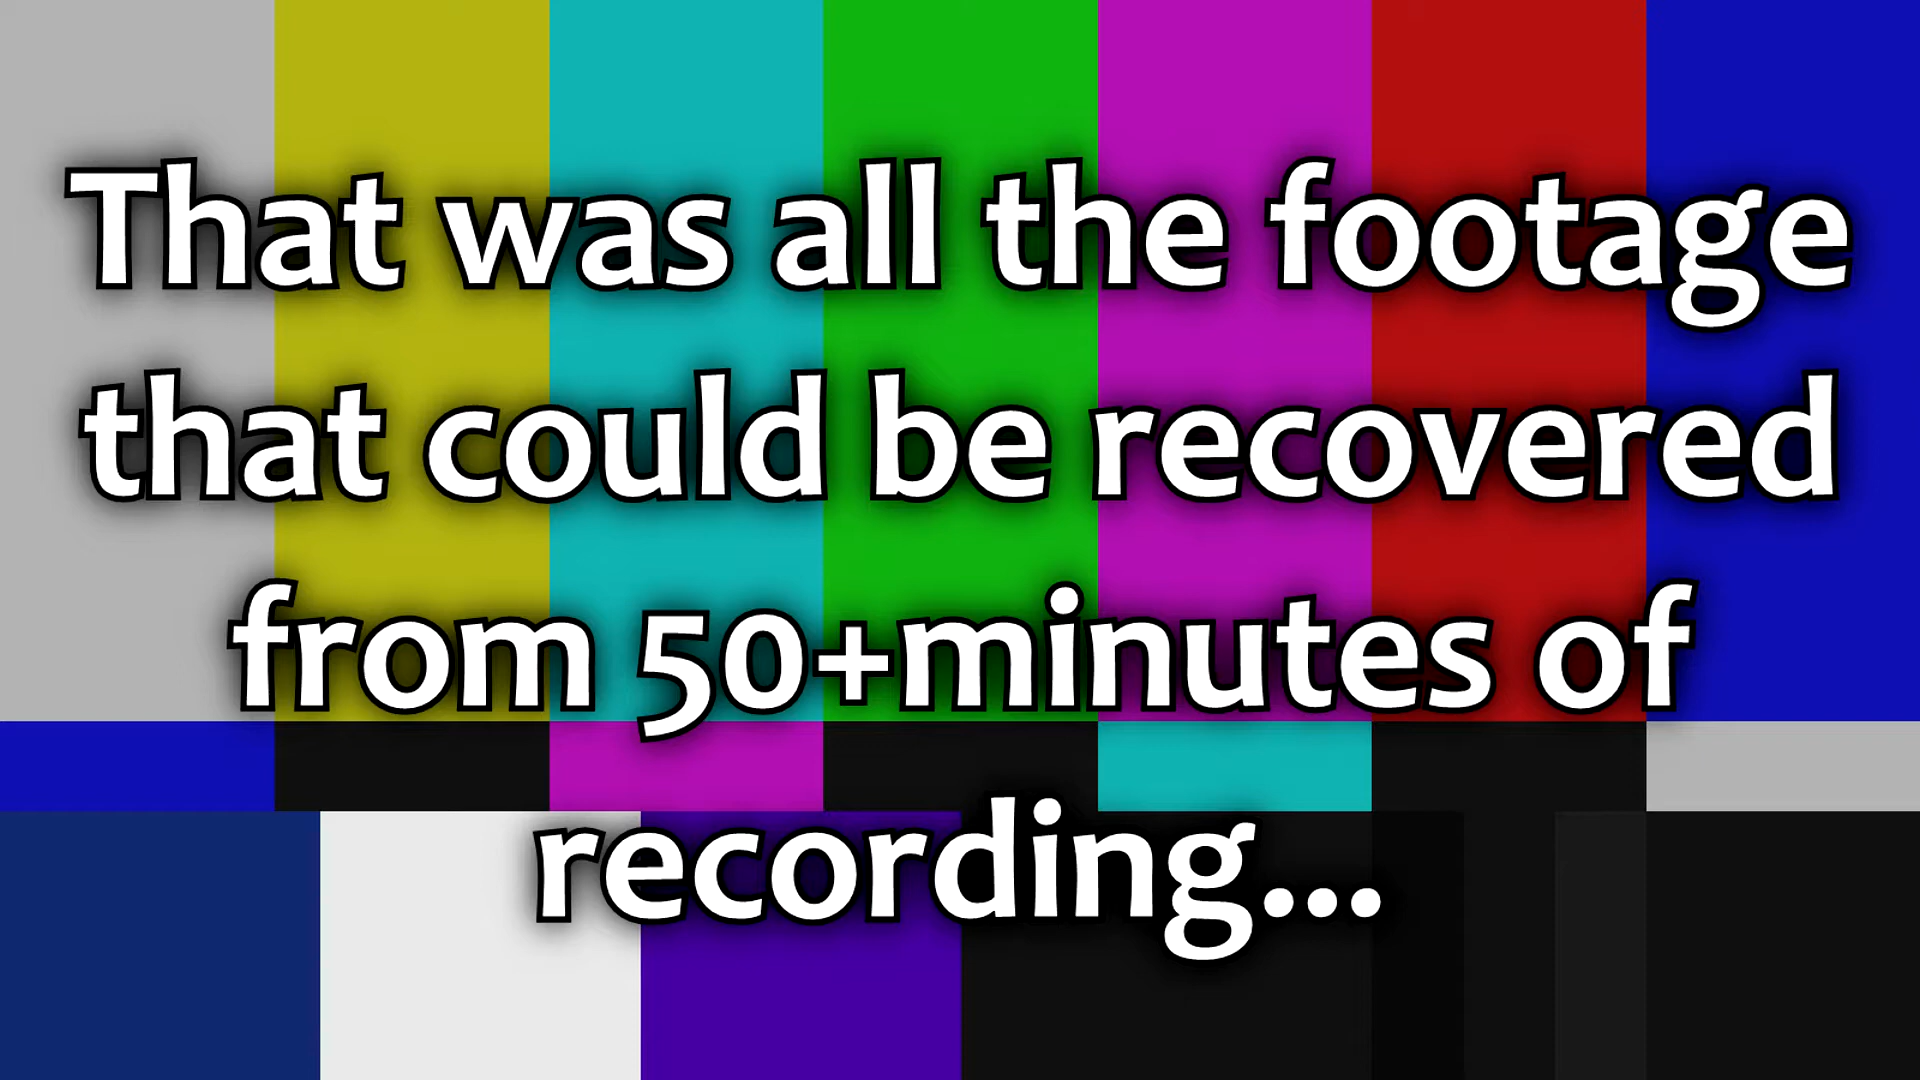 That was all the footage
that could be recovered
from 50+minutes of
recording...